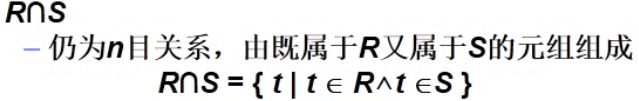 R∩S
– 仍为n目关系，由既属于R又属于S的元组组成
R∩S = { t | t ∈ R∧t ∈S }